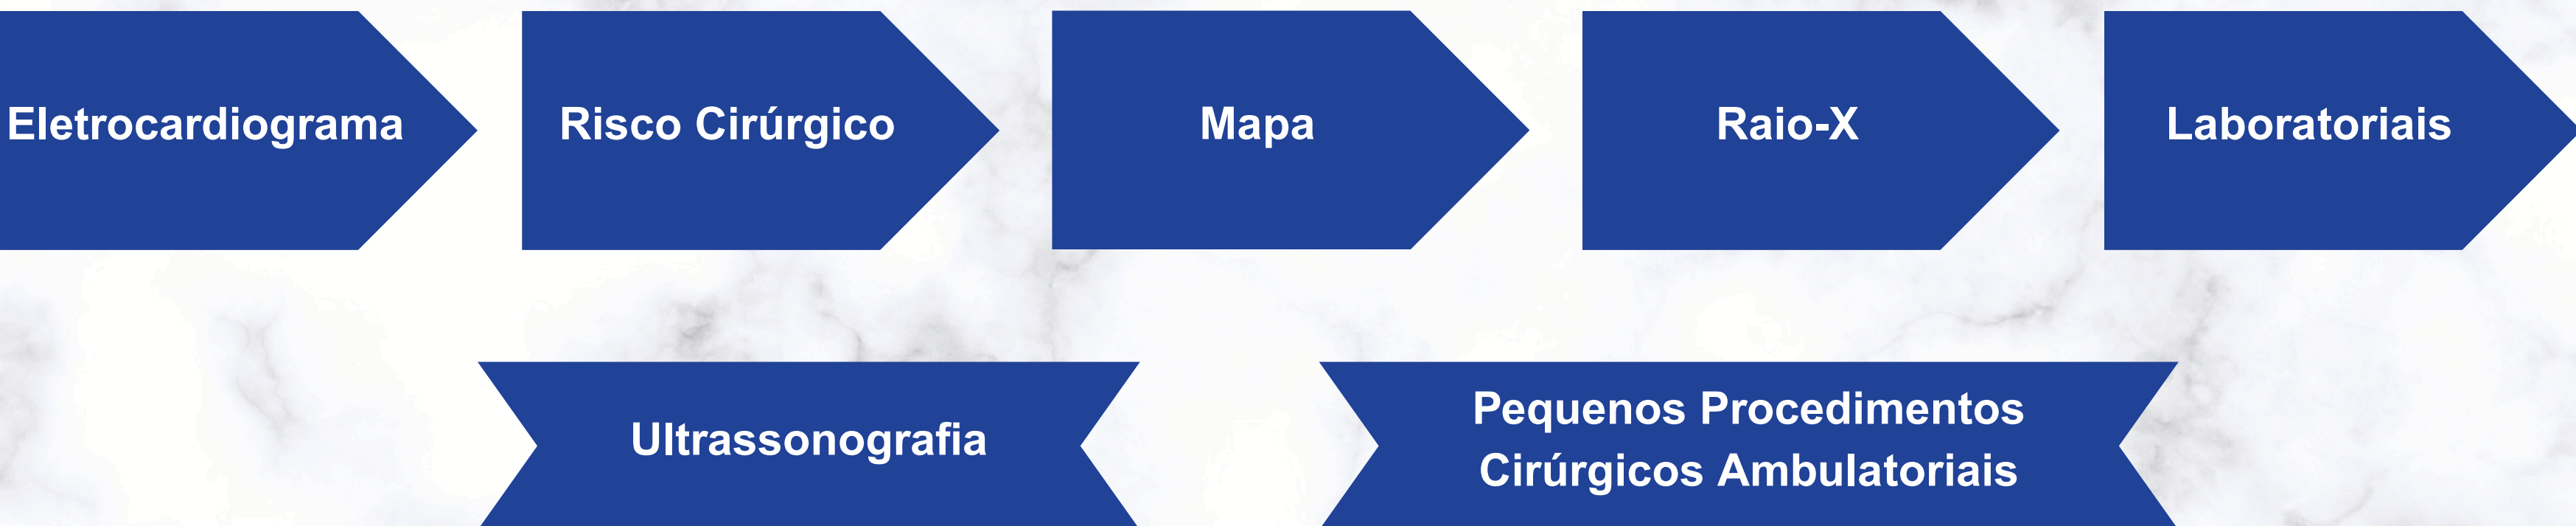 Eletrocardiograma
Risco Cirúrgico
Mapa
Raio-X
Laboratoriais
Ultrassonografia
Pequenos Procedimentos
Cirúrgicos Ambulatoriais